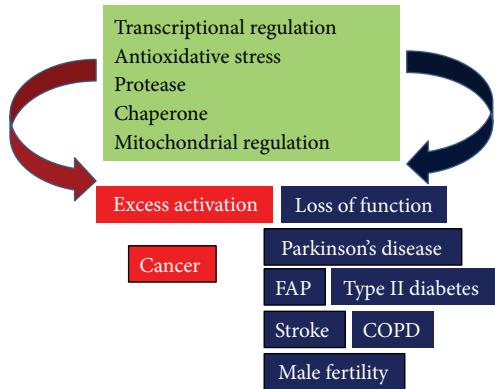 Transcriptional regulation
Antioxidative stress
Protease
Chaperone
Mitochondrial regulation
Excess activation
Loss of function
Cancer
Parkinson's disease
FAP
Type II diabetes
Stroke
COPD
Male fertility